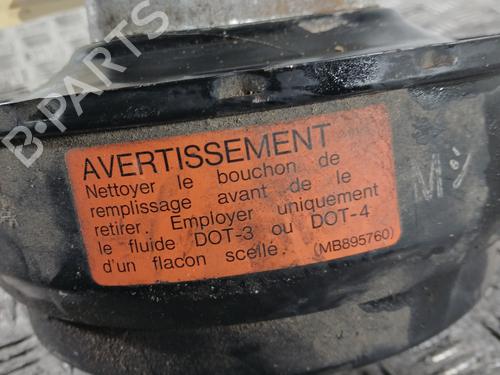 B-PARTS
AVERTISSEMENT
Nettoyer le bouchon de
remplissage avant de le
retirer. Employer uniquement
le fluide DOT-3 ou DOT-4
d'un flacon scellé. (MB895760)